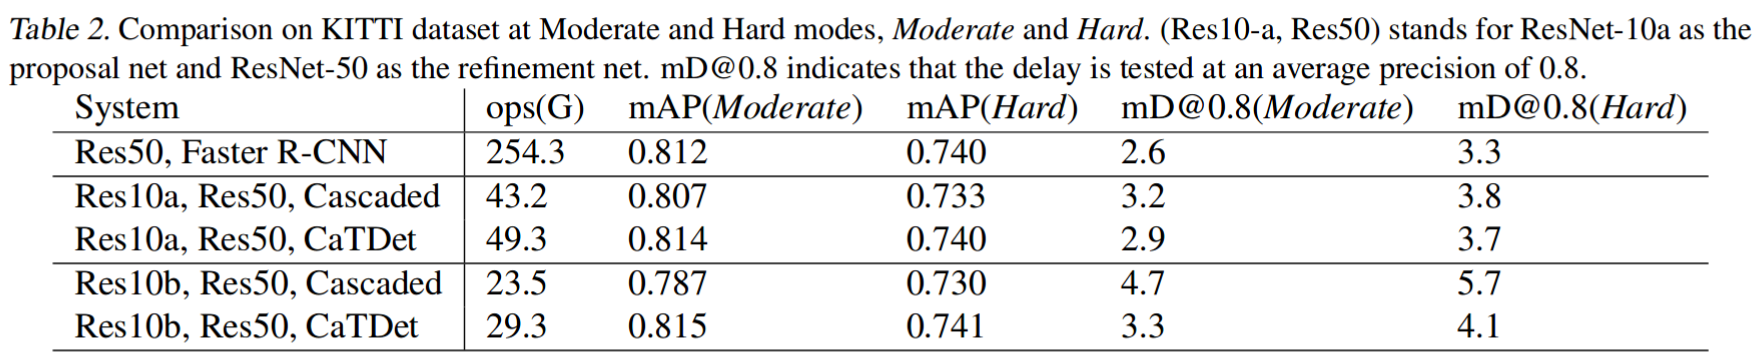 Table 2. Comparison on KITTI dataset at Moderate and Hard modes, Moderate and Hard. (Res10-a, Res50) stands for ResNet-10a as the
proposal net and ResNet-50 as the refinement net. mD@0.8 indicates that the delay is tested at an average precision of 0.8.
System ops(G) mAP(Moderate) mAP(Hard) mD@0.8(Moderate) mD@0.8(Hard)
Res50, Faster R-CNN 254.3 0.812 0.740 2.6 3.3
Res10a, Res50, Cascaded 43.2 0.807 0.733 3.2 3.8
Res10a, Res50, CaTDet 49.3 0.814 0.740 2.9 3.7
Res10b, Res50, Cascaded 23.5 0.787 0.730 4.7 5.7
Res10b, Res50, CaTDet 29.3 0.815 0.741 3.3 4.1